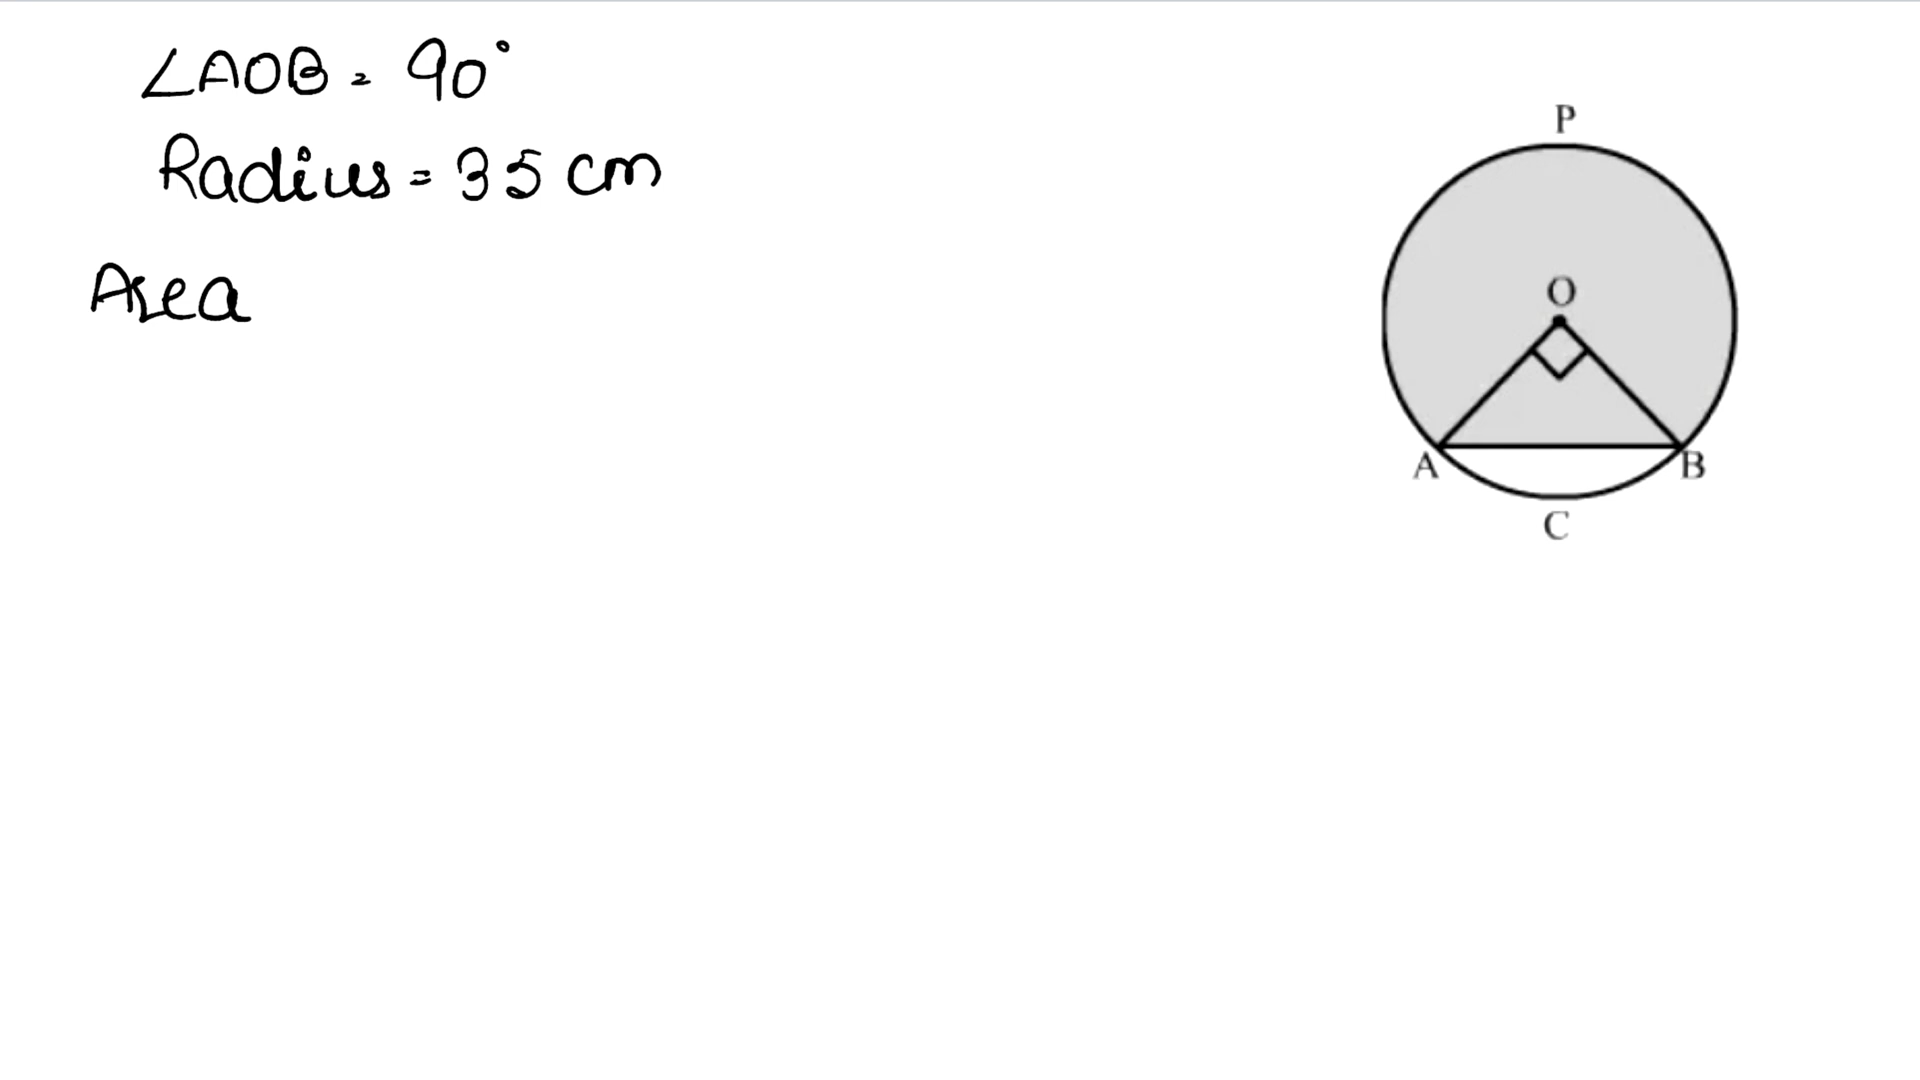 ∠AOB = 90°
Radius = 35 cm
Area
P
O
A
B
C